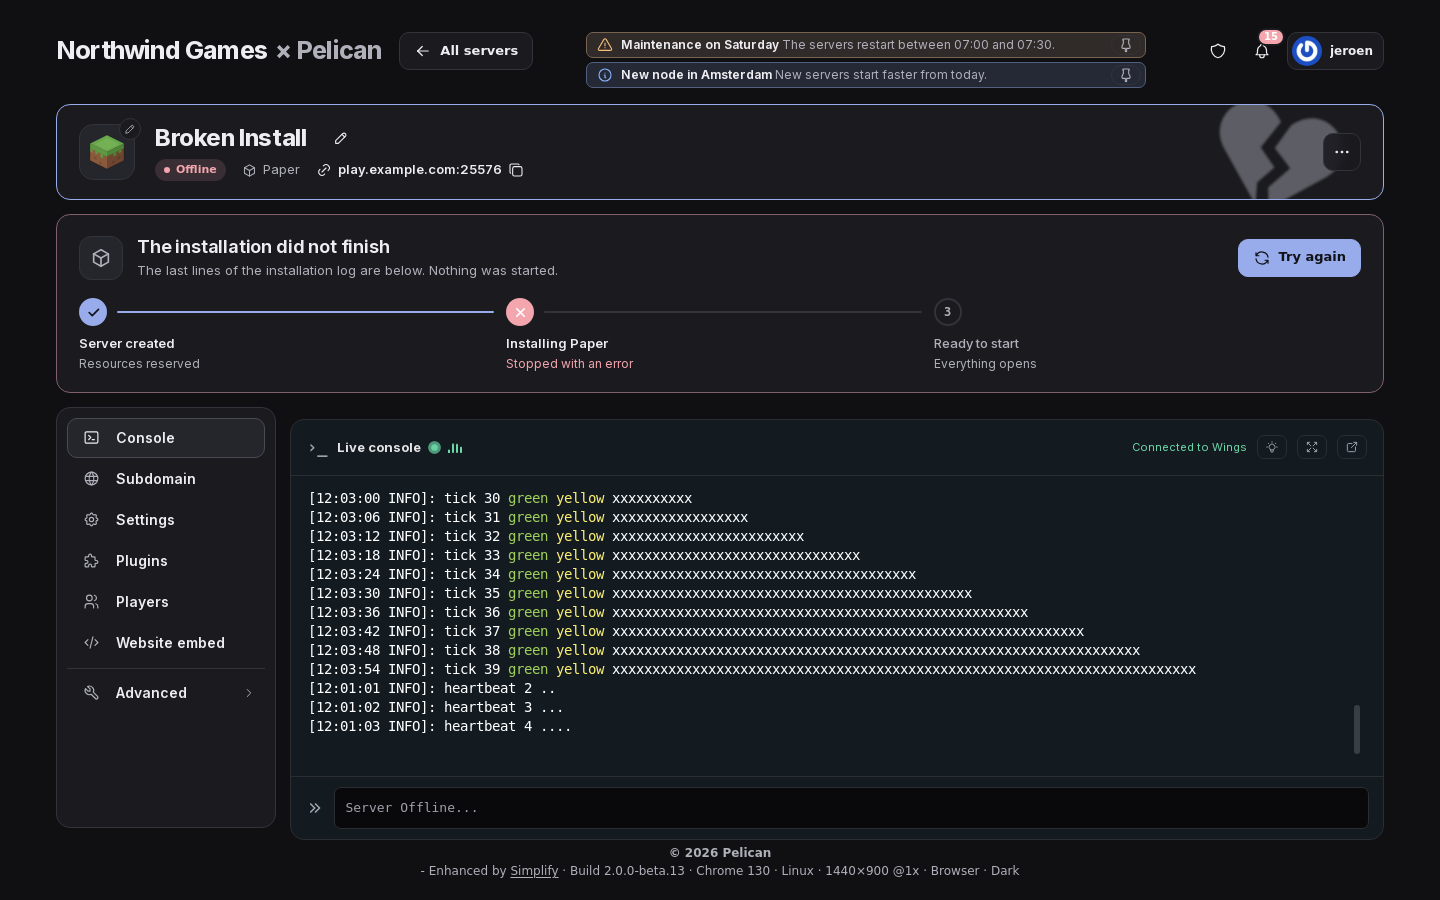 Northwind Games × Pelican
All servers
Maintenance on Saturday The servers restart between 07:00 and 07:30.
New node in Amsterdam New servers start faster from today.
15
jeroen
Broken Install
Offline
Paper
play.example.com:25576
The installation did not finish
The last lines of the installation log are below. Nothing was started.
Try again
3
Server created
Installing Paper
Ready to start
Resources reserved
Stopped with an error
Everything opens
Console
Subdomain
Settings
Plugins
Players
Website embed
Advanced
Live console
Connected to Wings
[12:03:00 INFO]: tick 30 green yellow xxxxxxxxxx
[12:03:06 INFO]: tick 31 green yellow xxxxxxxxxxxxxxxxx
[12:03:12 INFO]: tick 32 green yellow xxxxxxxxxxxxxxxxxxxxxxxx
[12:03:18 INFO]: tick 33 green yellow xxxxxxxxxxxxxxxxxxxxxxxxxxxxxxx
[12:03:24 INFO]: tick 34 green yellow xxxxxxxxxxxxxxxxxxxxxxxxxxxxxxxxxxxxxx
[12:03:30 INFO]: tick 35 green yellow xxxxxxxxxxxxxxxxxxxxxxxxxxxxxxxxxxxxxxxxxxxxx
[12:03:36 INFO]: tick 36 green yellow xxxxxxxxxxxxxxxxxxxxxxxxxxxxxxxxxxxxxxxxxxxxxxxxxxxx
[12:03:42 INFO]: tick 37 green yellow xxxxxxxxxxxxxxxxxxxxxxxxxxxxxxxxxxxxxxxxxxxxxxxxxxxxxxxxxxx
[12:03:48 INFO]: tick 38 green yellow xxxxxxxxxxxxxxxxxxxxxxxxxxxxxxxxxxxxxxxxxxxxxxxxxxxxxxxxxxxxxxxxxx
[12:03:54 INFO]: tick 39 green yellow xxxxxxxxxxxxxxxxxxxxxxxxxxxxxxxxxxxxxxxxxxxxxxxxxxxxxxxxxxxxxxxxxxxxxxxxx
[12:01:01 INFO]: heartbeat 2 ..
[12:01:02 INFO]: heartbeat 3 ...
[12:01:03 INFO]: heartbeat 4 ....
Server Offline...
© 2026 Pelican
- Enhanced by Simplify · Build 2.0.0-beta.13 · Chrome 130 · Linux · 1440×900 @1x · Browser · Dark